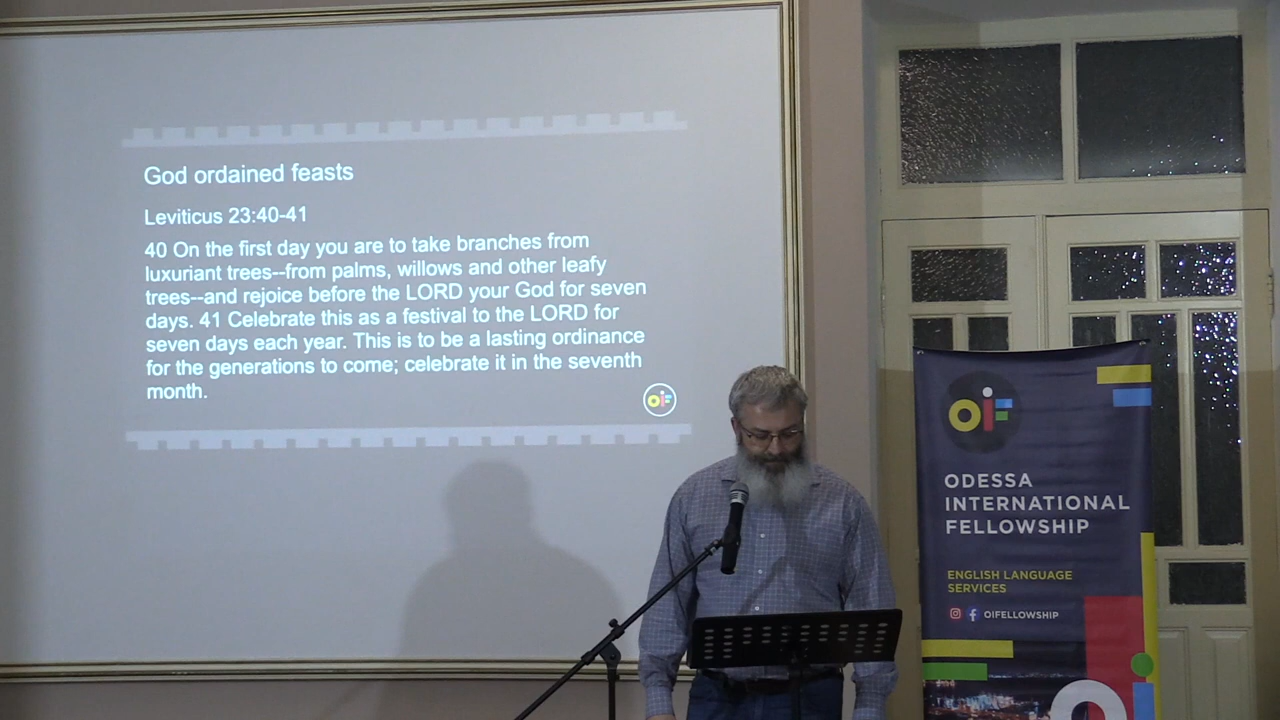 God ordained feasts
Leviticus 23:40-41
40 On the first day you are to take branches from
luxuriant trees--from palms, willows and other leafy
trees--and rejoice before the LORD your God for seven
days. 41 Celebrate this as a festival to the LORD for
seven days each year. This is to be a lasting ordinance
for the generations to come; celebrate it in the seventh
month.
OIF
OIF
ODESSA
INTERNATIONAL
FELLOWSHIP
ENGLISH LANGUAGE
SERVICES
OIFELLOWSHIP
OI